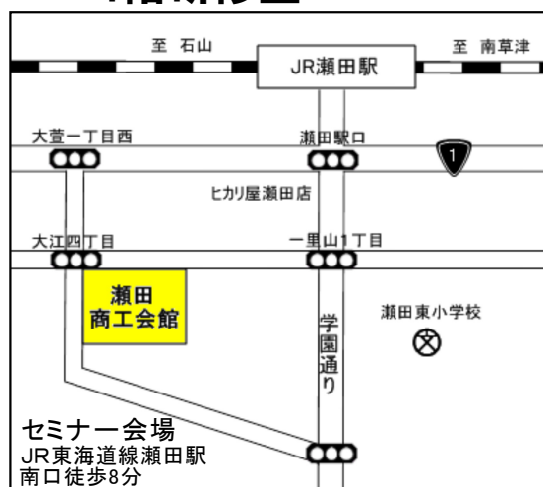 至 石山
至 南草津
JR瀬田駅
大萱一丁目西
瀬田駅口
1
ヒカリ屋瀬田店
大江四丁目
一里山1丁目
瀬田
商工会館
瀬田東小学校
文
学園通り
セミナー会場
JR東海道線瀬田駅
南口徒歩8分